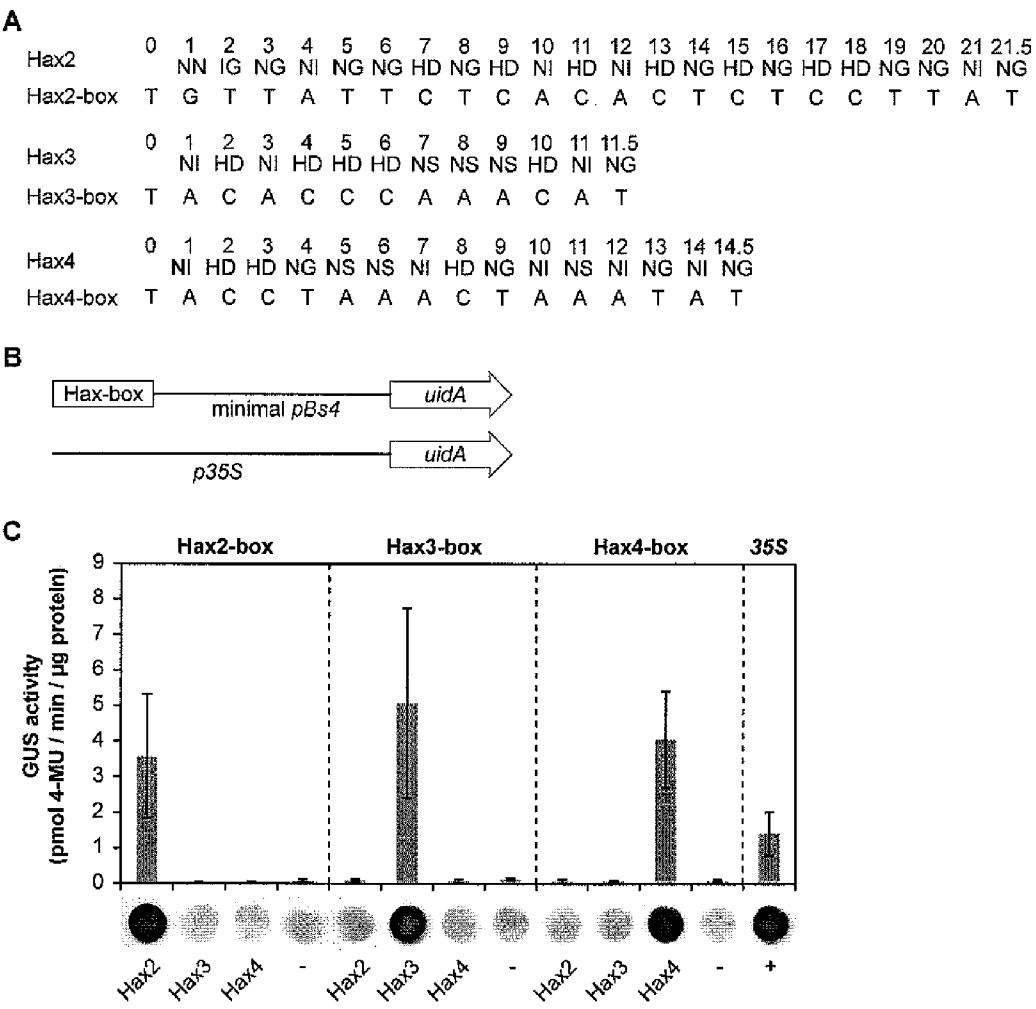 A
0 1 2 3 4 5 6 7 8 9 10 11 12 13 14 15 16 17 18 19 20 21 21.5
Hax2 NN IG NG NI NG NG HD NG HD NI HD NI HD NG HD NG HD HD NG NG NI NG
Hax2-box T G T T A T T C T C A C A C T C T C C T T A T
0 1 2 3 4 5 6 7 8 9 10 11 11.5
Hax3 NI HD NI HD HD HD NS NS NS HD NI NG
Hax3-box T A C A C C C A A A C A T
0 1 2 3 4 5 6 7 8 9 10 11 12 13 14 14.5
Hax4 NI HD HD NG NS NS NI HD NG NI NS NI NG NI NG
Hax4-box T A C C T A A A C T A A A T A T
B
Hax-box minimal pBs4 uidA
p35S uidA
C
Hax2-box Hax3-box Hax4-box 35S
GUS activity
(pmol 4-MU / min / µg protein)
9
8
7
6
5
4
3
2
1
0
Hax2 Hax3 Hax4 - Hax2 Hax3 Hax4 - Hax2 Hax3 Hax4 - +